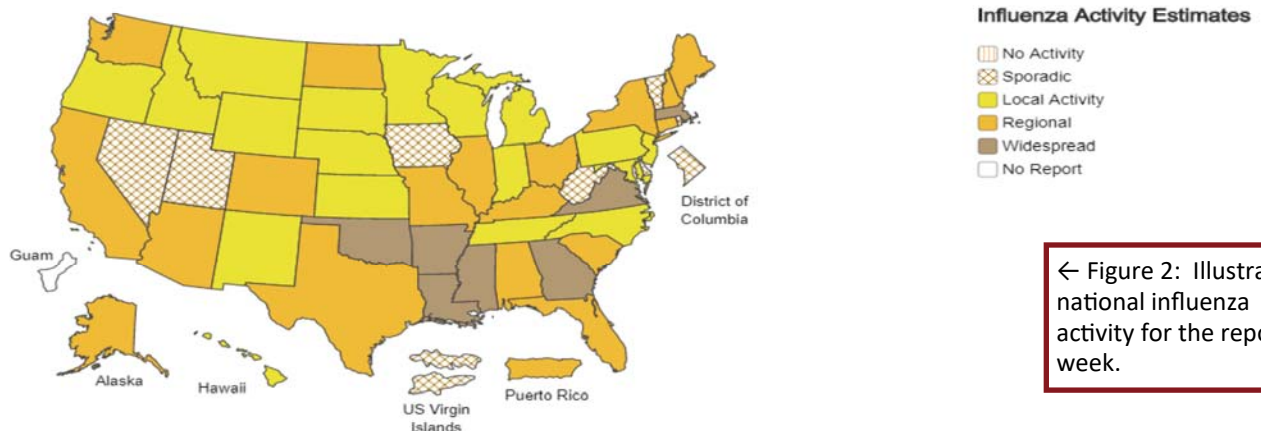 Influenza Activity Estimates
No Activity
Sporadic
Local Activity
Regional
Widespread
No Report
District of
Columbia
Guam
Alaska
Hawaii
US Virgin
Islands
Puerto Rico
← Figure 2: Illustra
national influenza
activity for the repo
week.